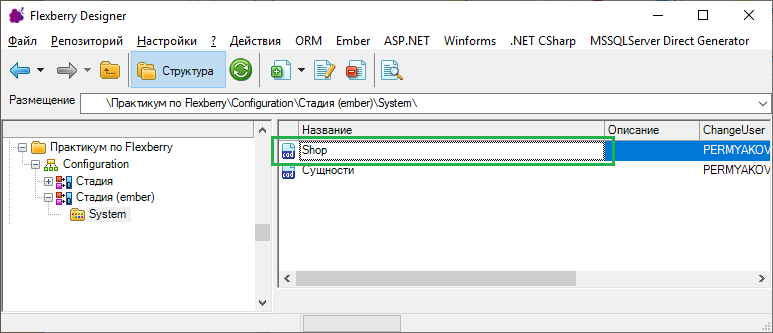 Flexberry Designer
Файл Репозиторий Настройки ? Действия ORM Ember ASP.NET Winforms .NET CSharp MSSQLServer Direct Generator
Структура
Размещение \Практикум по Flexberry\Configuration\Стадия (ember)\System\
Название Описание ChangeUser
Практикум по Flexberry
Shop PERMYAKOV
Configuration
Сущности PERMYAKOV
Стадия
Стадия (ember)
System
cad
cad